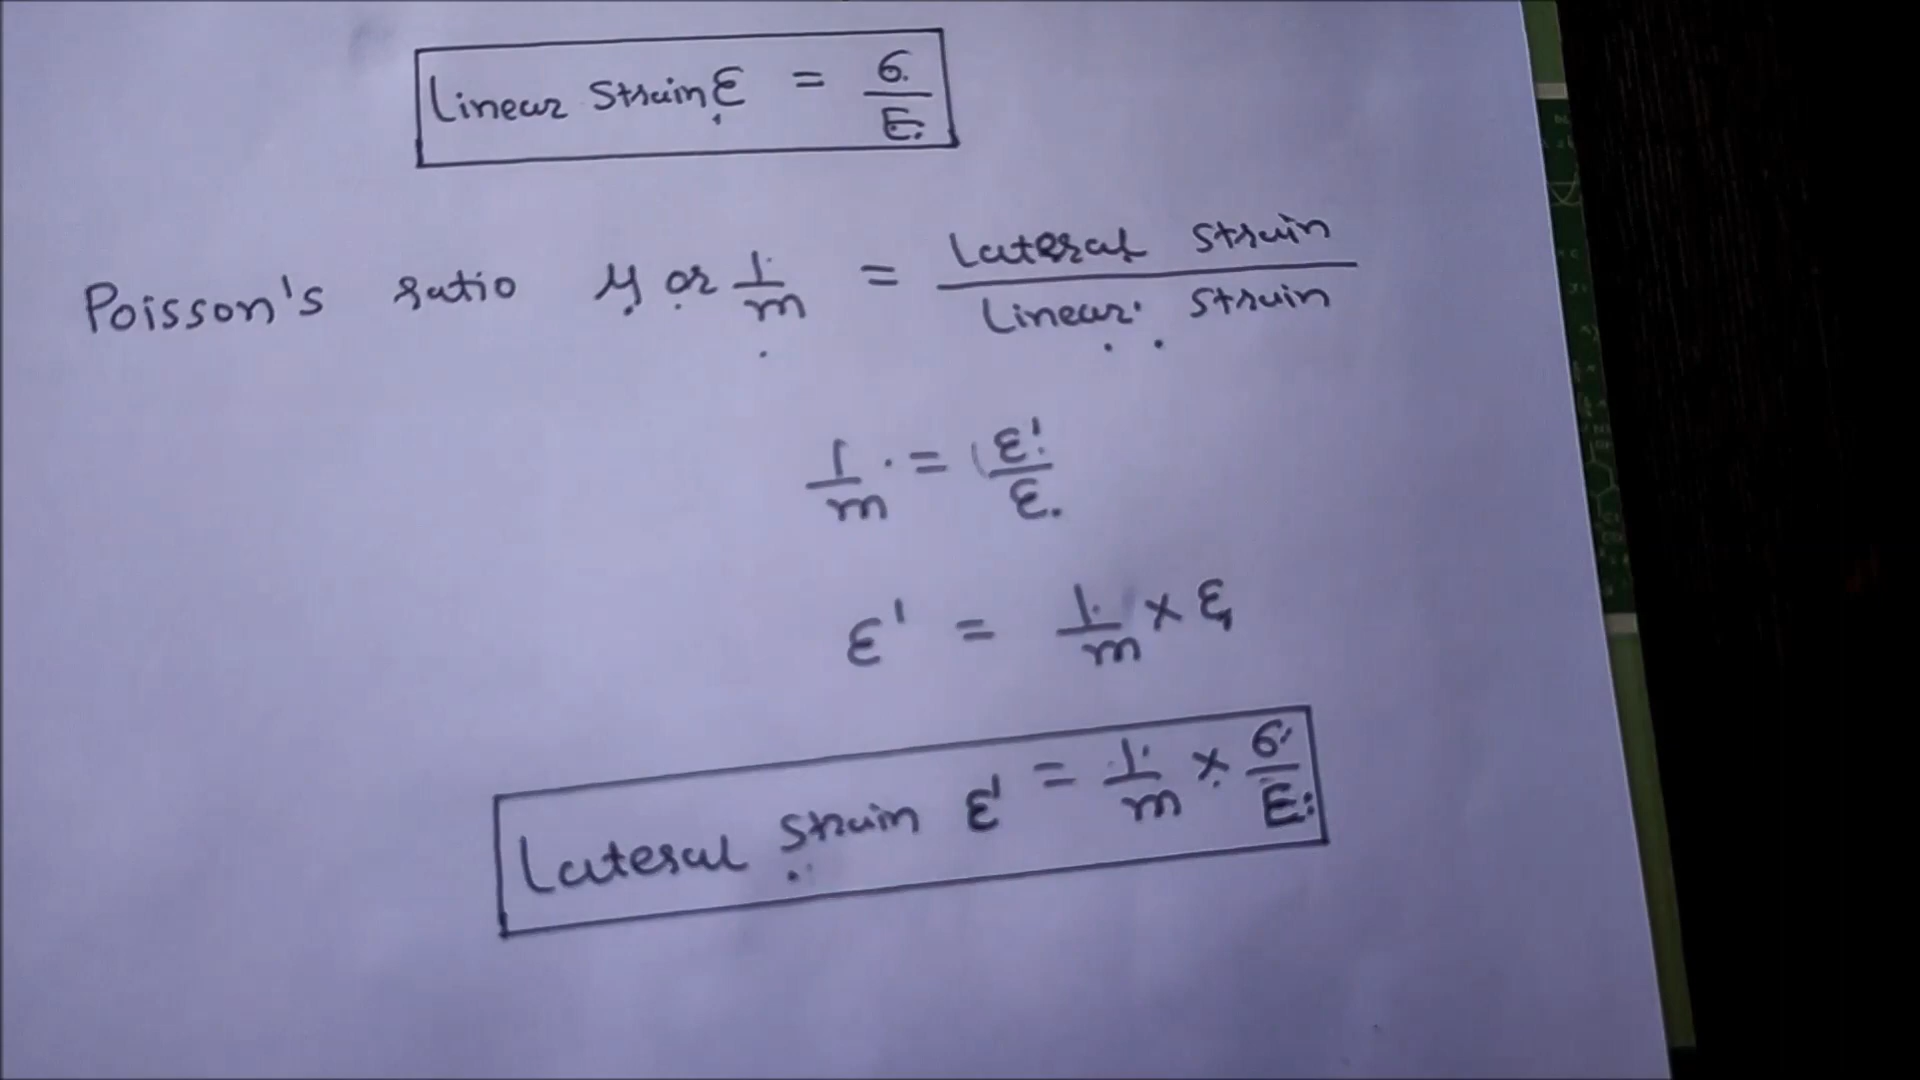 Linear Strain ε = σ/E
Poisson's ratio μ or 1/m = Lateral Strain/Linear Strain
1/m = ε'/ε
ε' = 1/m × ε
Lateral Strain ε' = 1/m × σ/E